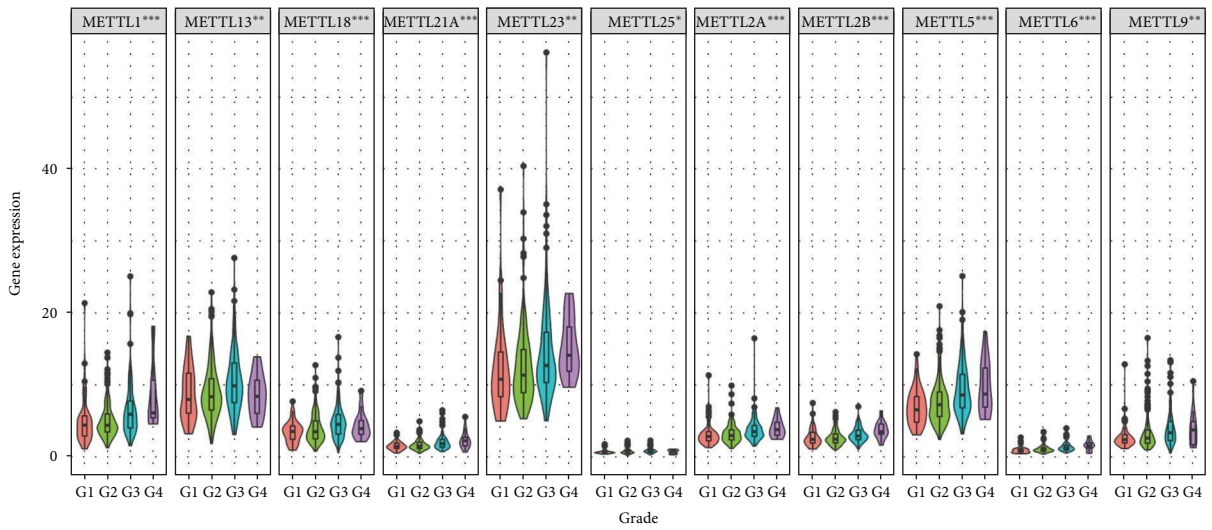 METTL1*** METTL13** METTL18*** METTL21A*** METTL23** METTL25* METTL2A*** METTL2B*** METTL5*** METTL6*** METTL9**
Gene expression
40
20
0
G1 G2 G3 G4 G1 G2 G3 G4 G1 G2 G3 G4 G1 G2 G3 G4 G1 G2 G3 G4 G1 G2 G3 G4 G1 G2 G3 G4 G1 G2 G3 G4 G1 G2 G3 G4 G1 G2 G3 G4 G1 G2 G3 G4
Grade